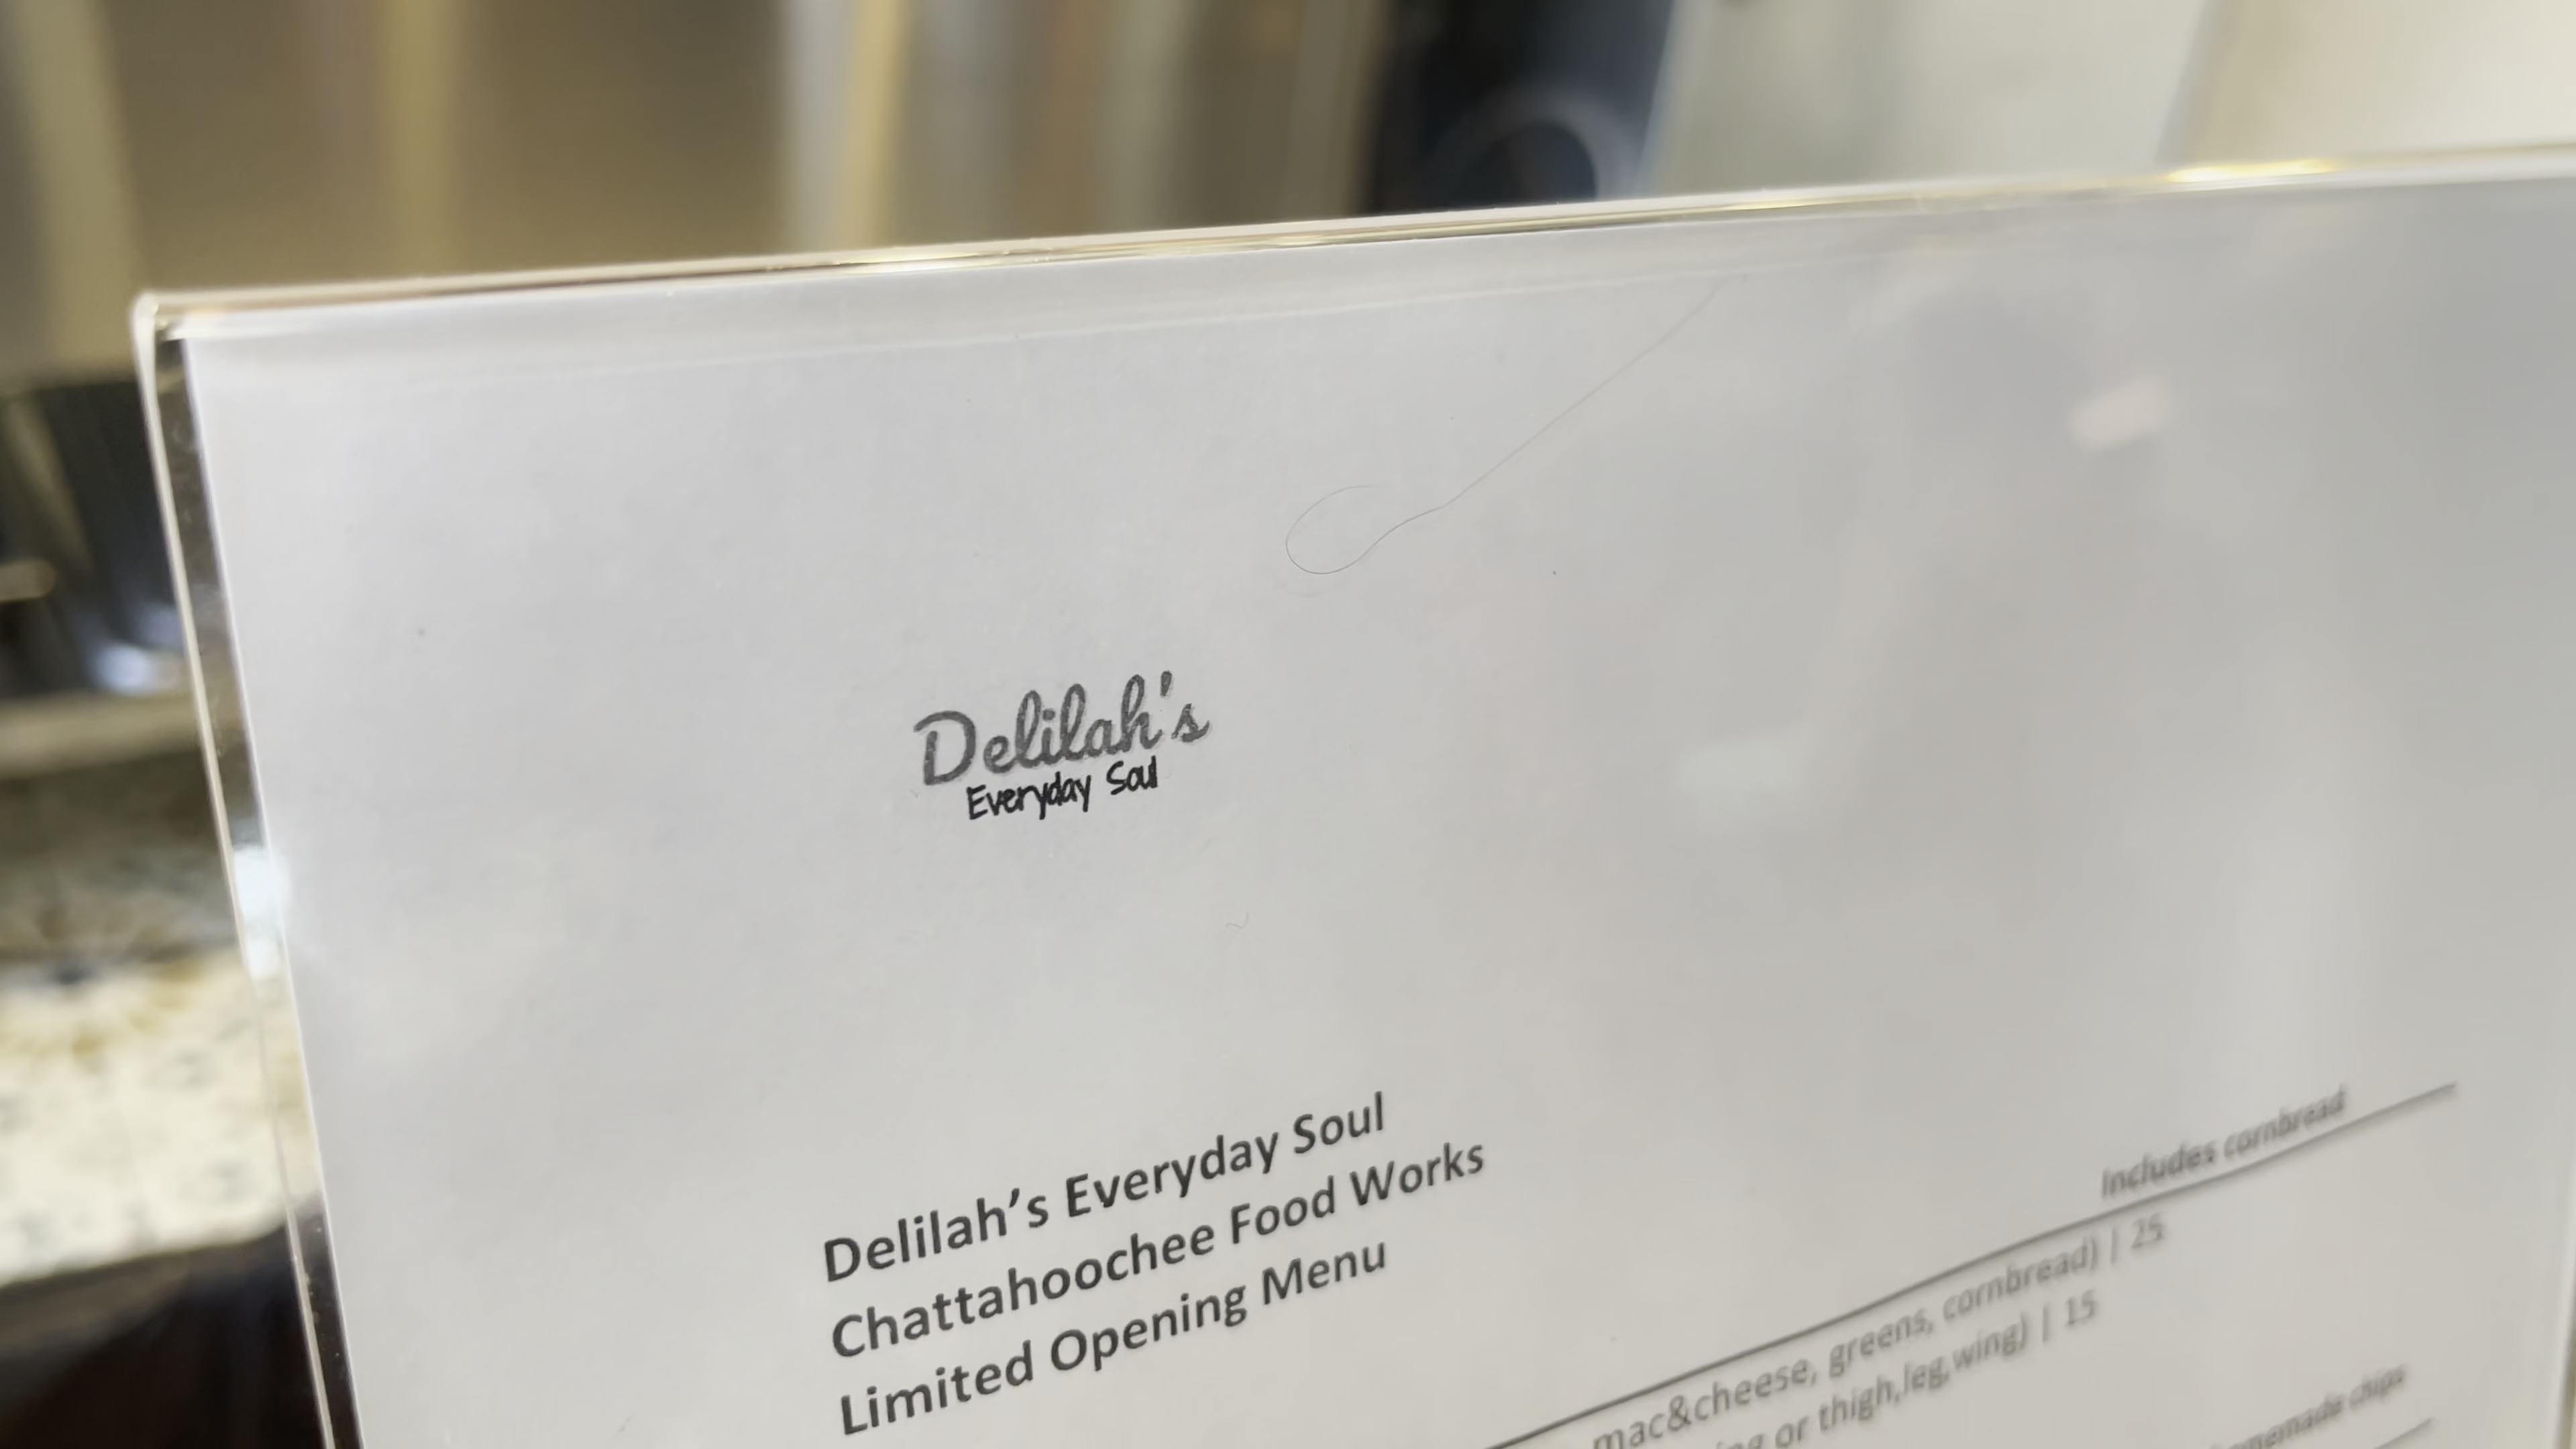 Delilah's
Everyday Soul
Delilah's Everyday Soul
Chattahoochee Food Works
Limited Opening Menu
Includes cornbread
mac&cheese, greens, cornbread) | 25
or thigh,leg,wing) | 15
chips